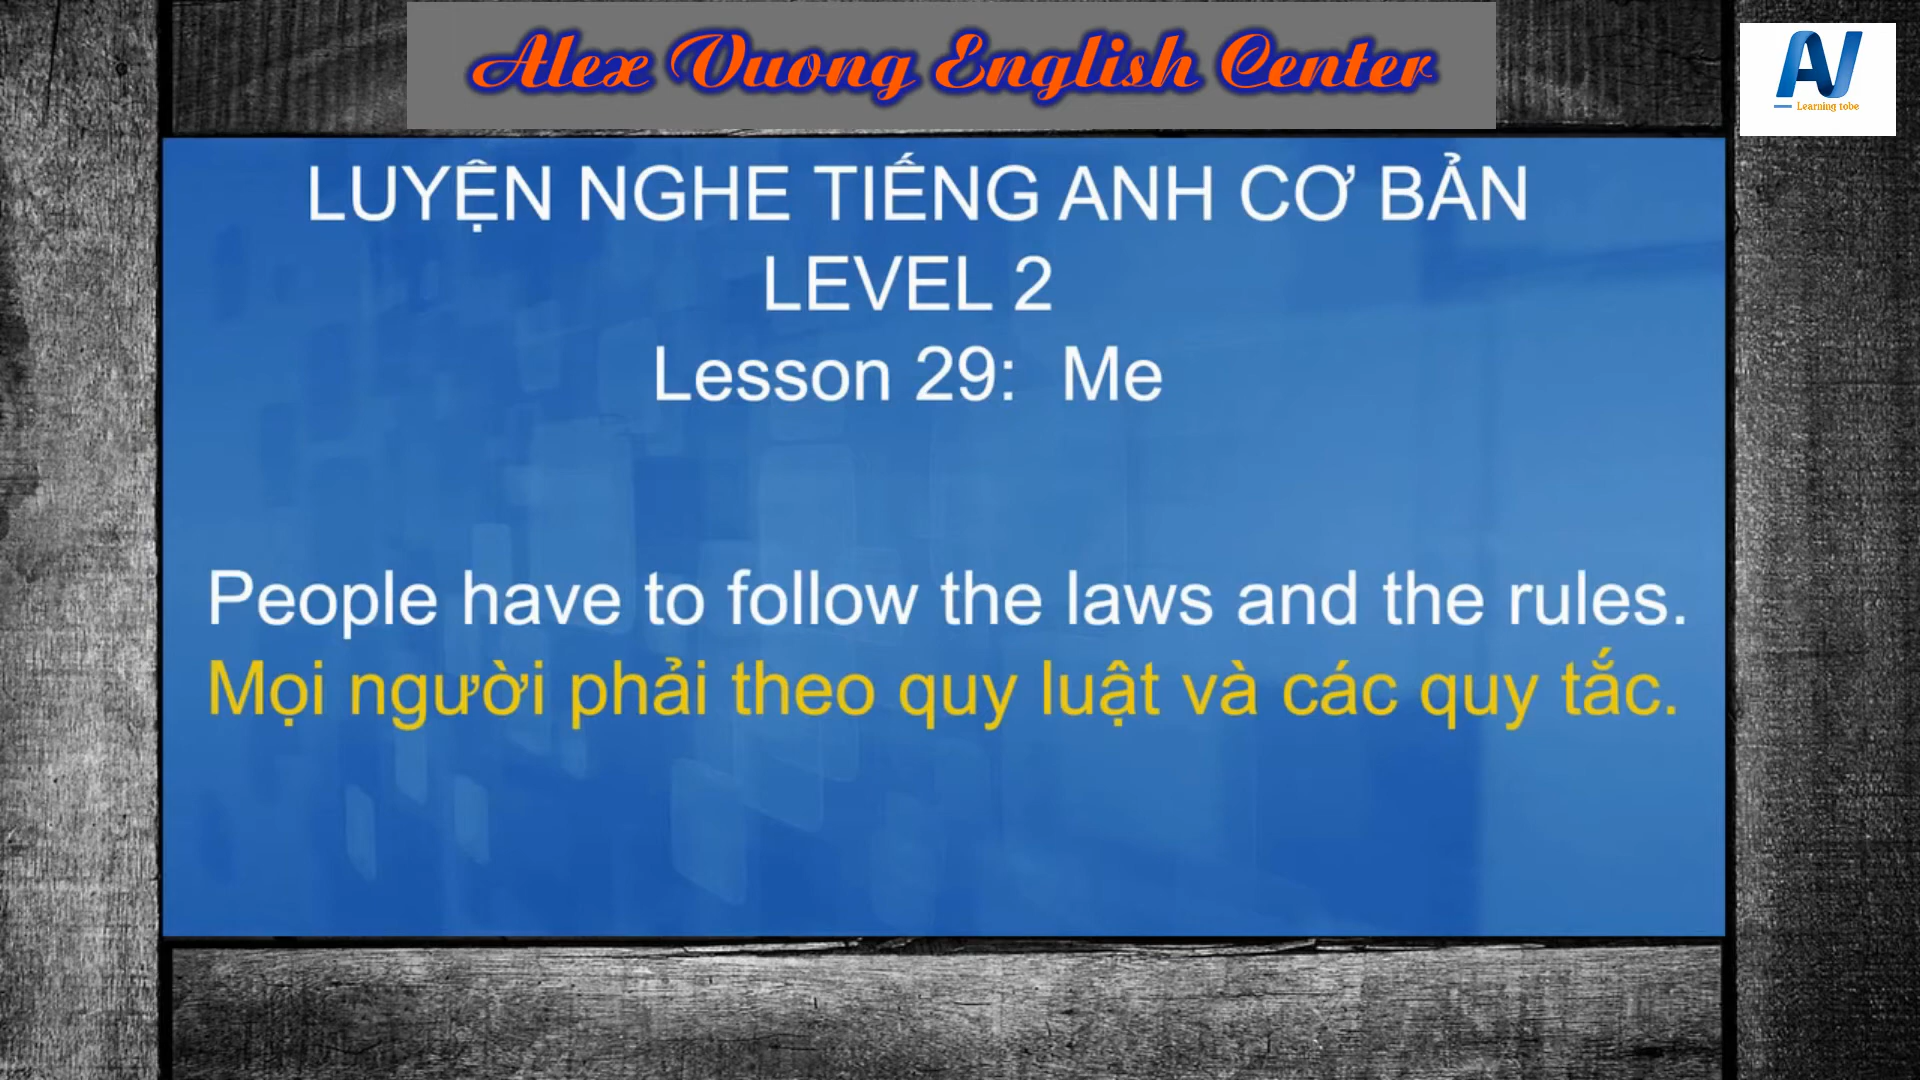 Alex Vuong English Center
AV
Learning tobe
LUYỆN NGHE TIẾNG ANH CƠ BẢN
LEVEL 2
Lesson 29: Me
People have to follow the laws and the rules.
Mọi người phải theo quy luật và các quy tắc.